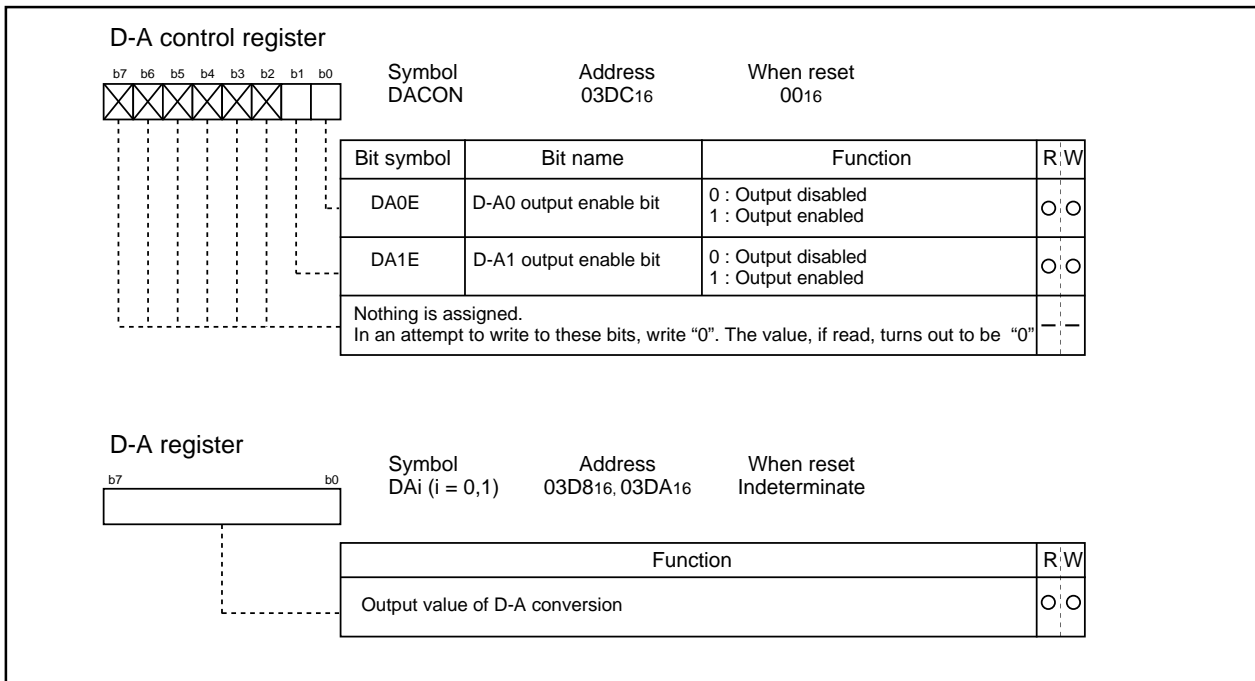 D-A control register
b7 b6 b5 b4 b3 b2 b1 b0
Symbol Address When reset
DACON 03DC16 0016
Bit symbol Bit name Function R W
DA0E D-A0 output enable bit 0 : Output disabled
1 : Output enabled
DA1E D-A1 output enable bit 0 : Output disabled
1 : Output enabled
Nothing is assigned.
In an attempt to write to these bits, write “0”. The value, if read, turns out to be “0”
D-A register
b7 b0
Symbol Address When reset
DAi (i = 0,1) 03D816, 03DA16 Indeterminate
Function R W
Output value of D-A conversion